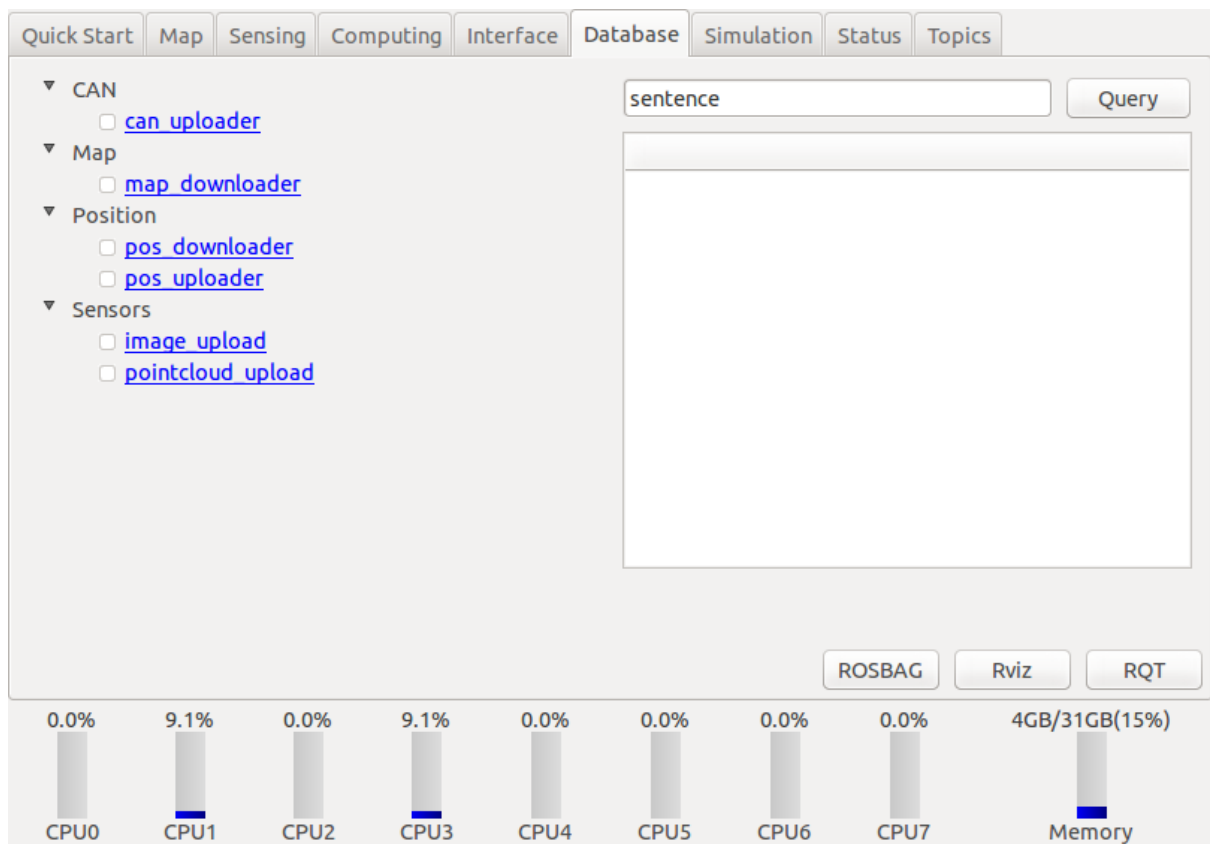 Quick Start Map Sensing Computing Interface Database Simulation Status Topics
CAN
can_uploader
Map
map_downloader
Position
pos_downloader
pos_uploader
Sensors
image_upload
pointcloud_upload
sentence Query
ROSBAG Rviz RQT
0.0% 9.1% 0.0% 9.1% 0.0% 0.0% 0.0% 0.0% 4GB/31GB(15%)
CPU0 CPU1 CPU2 CPU3 CPU4 CPU5 CPU6 CPU7 Memory